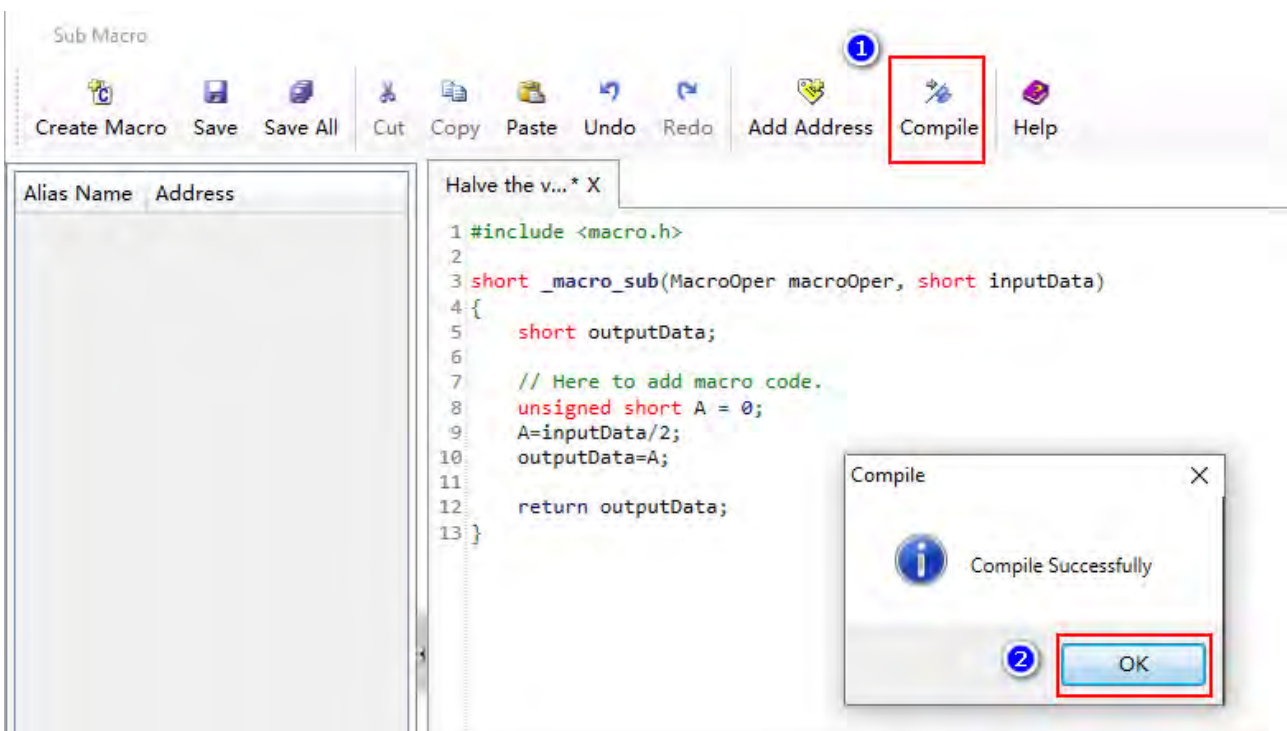 Sub Macro
1
Create Macro Save Save All Cut Copy Paste Undo Redo Add Address Compile Help
Alias Name Address
Halve the v...* X
1 #include <macro.h>
2
3 short _macro_sub(MacroOper macroOper, short inputData)
4 {
5 short outputData;
6
7 // Here to add macro code.
8 unsigned short A = 0;
9 A=inputData/2;
10 outputData=A;
11
12 return outputData;
13 }
Compile
Compile Successfully
2 OK